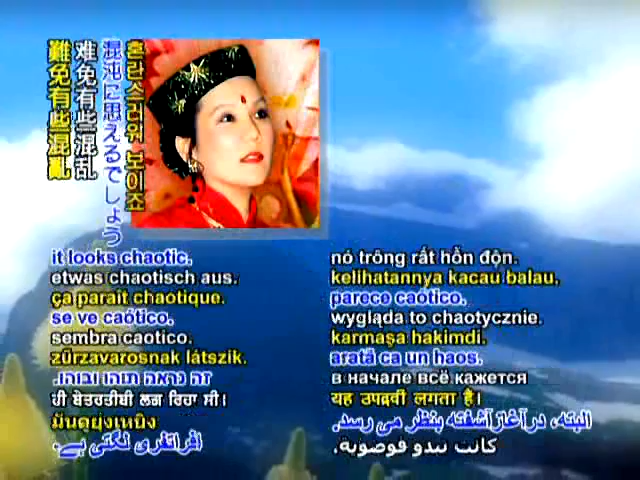 難免有些混亂
难免有些混乱
混沌に思えるでしょう
혼란스러워 보이죠
it looks chaotic.
etwas chaotisch aus.
ça paraît chaotique.
se ve caótico.
sembra caotico.
zűrzavarosnak látszik.
זה נראה תוהו ובוהו.
ਹੀ ਬੇਤਰਤੀਬੀ ਲਗ ਰਿਹਾ ਸੀ।
มันดูยุ่งเหยิง
افراتفری لگتی ہے۔
nó trông rất hỗn độn.
kelihatannya kacau balau,
parece caótico.
wygląda to chaotycznie.
karmaşa hakimdi.
arată ca un haos.
в начале всё кажется
यह उपद्रवी लगता है।
البته، در آغاز آشفته بنظر می رسد.
كانت تبدو فوضوية.